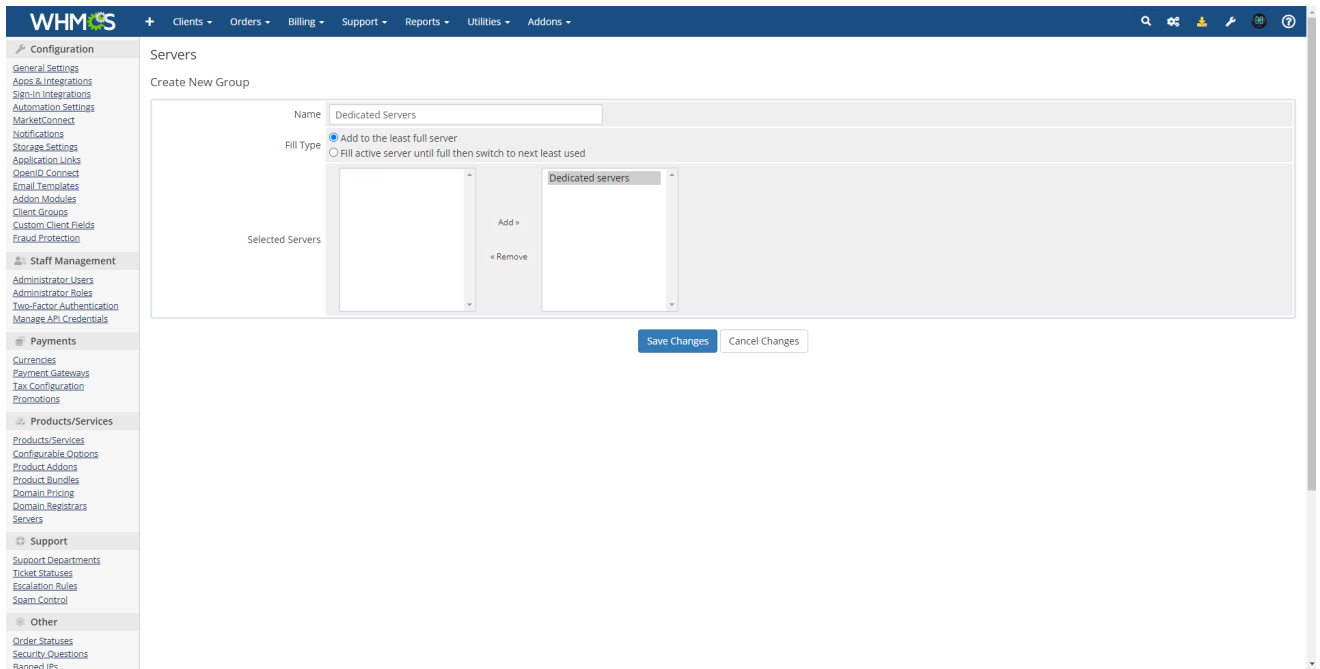 WHMCS + Clients Orders Billing Support Reports Utilities Addons
Configuration
General Settings
Apps & Integrations
Sign-In Integrations
Automation Settings
MarketConnect
Notifications
Storage Settings
Application Links
OpenID Connect
Email Templates
Addon Modules
Client Groups
Custom Client Fields
Fraud Protection
Staff Management
Administrator Users
Administrator Roles
Two-Factor Authentication
Manage API Credentials
Payments
Currencies
Payment Gateways
Tax Configuration
Promotions
Products/Services
Products/Services
Configurable Options
Product Addons
Product Bundles
Domain Pricing
Domain Registrars
Servers
Support
Support Departments
Ticket Statuses
Escalation Rules
Spam Control
Other
Order Statuses
Security Questions
Banned IPs
Servers
Create New Group
Name Dedicated Servers
Fill Type Add to the least full server
Fill active server until full then switch to next least used
Selected Servers
Add »
« Remove
Dedicated servers
Save Changes Cancel Changes